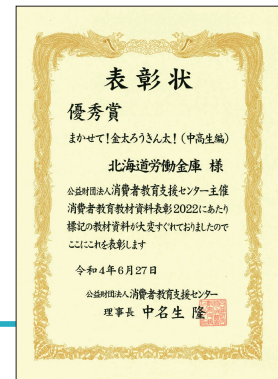 表彰状
優秀賞
まかせて!金太ろうきん太!(中高生編)
北海道労働金庫 様
公益財団法人消費者教育支援センター主催
消費者教育教材資料表彰2022にあたり
標記の教材資料が大変すぐれておりましたので
ここにこれを表彰します
令和4年6月27日
公益財団法人消費者教育支援センター
理事長 中名生 隆